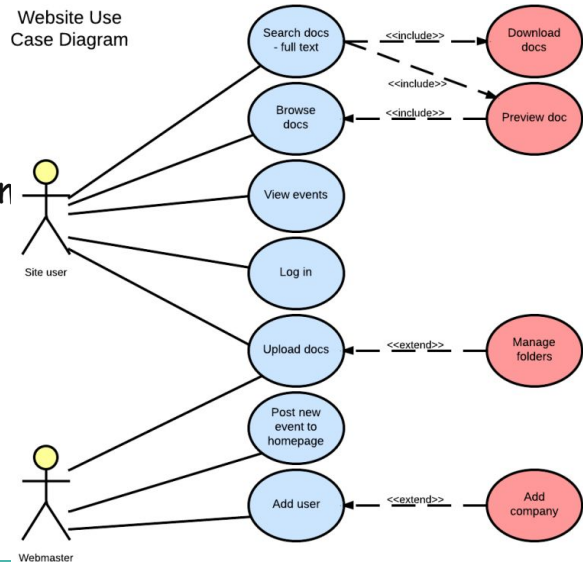 Website Use
Case Diagram
Search docs
- full text
<<include>>
Download
docs
<<include>>
Browse
docs
<<include>>
Preview doc
View events
Site user
Log in
Upload docs
<<extend>>
Manage
folders
Post new
event to
homepage
Add user
<<extend>>
Add
company
Webmaster